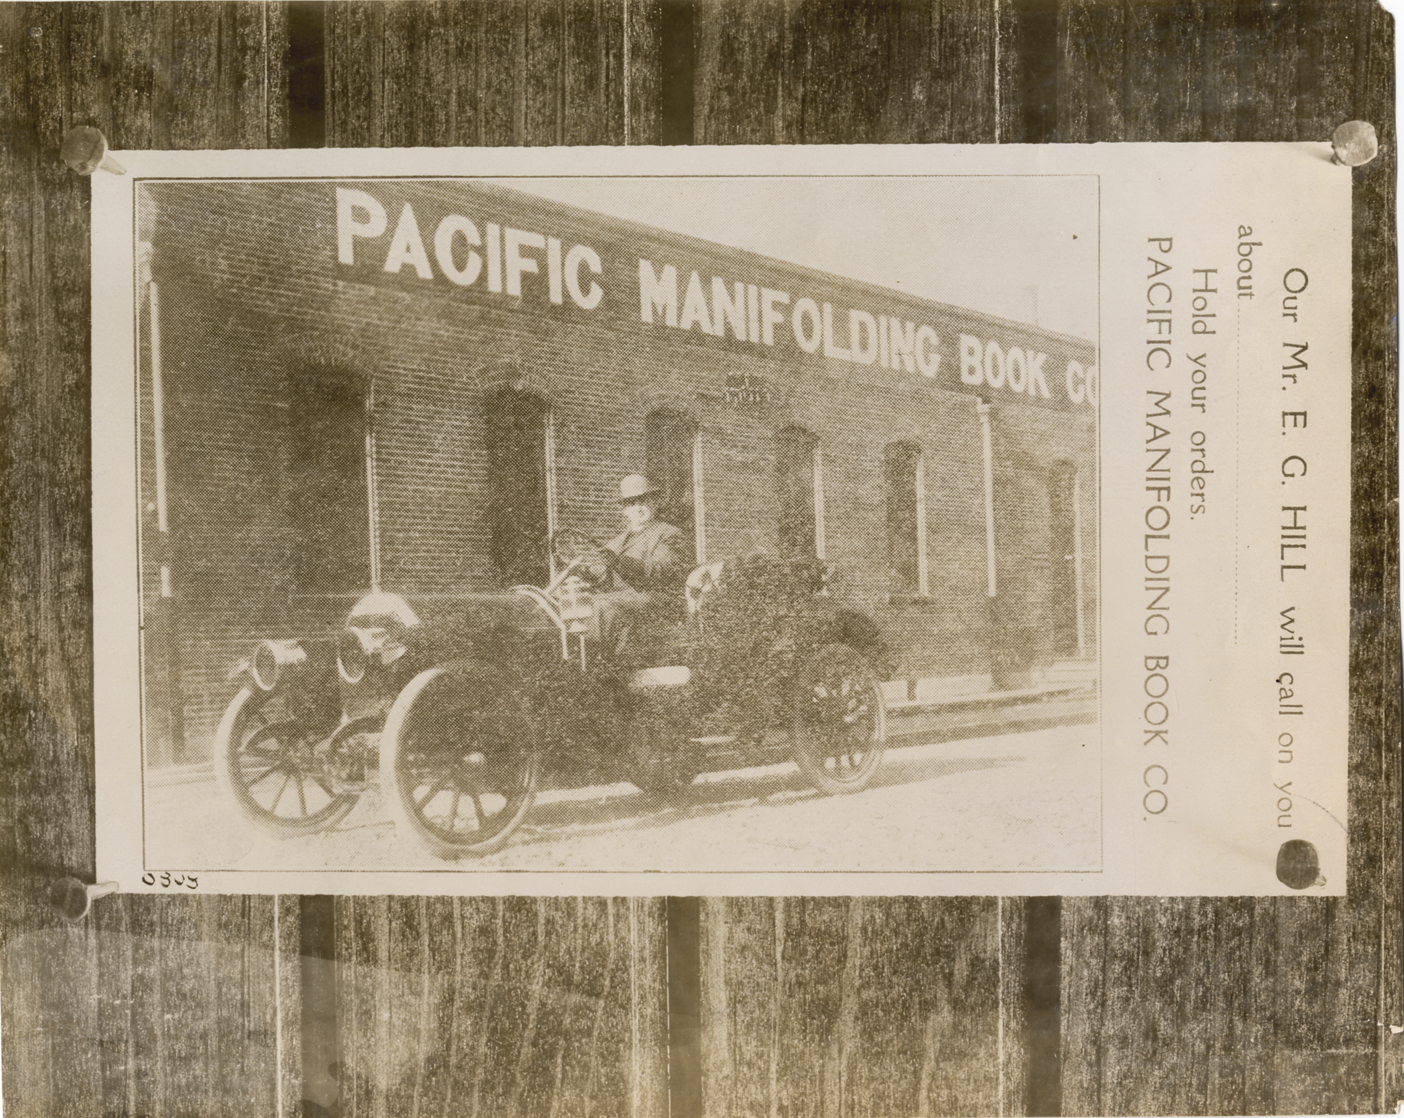 PACIFIC MANIFOLDING BOOK CO
Our Mr. E. G. HILL will call on you
about
Hold your orders.
PACIFIC MANIFOLDING BOOK CO.